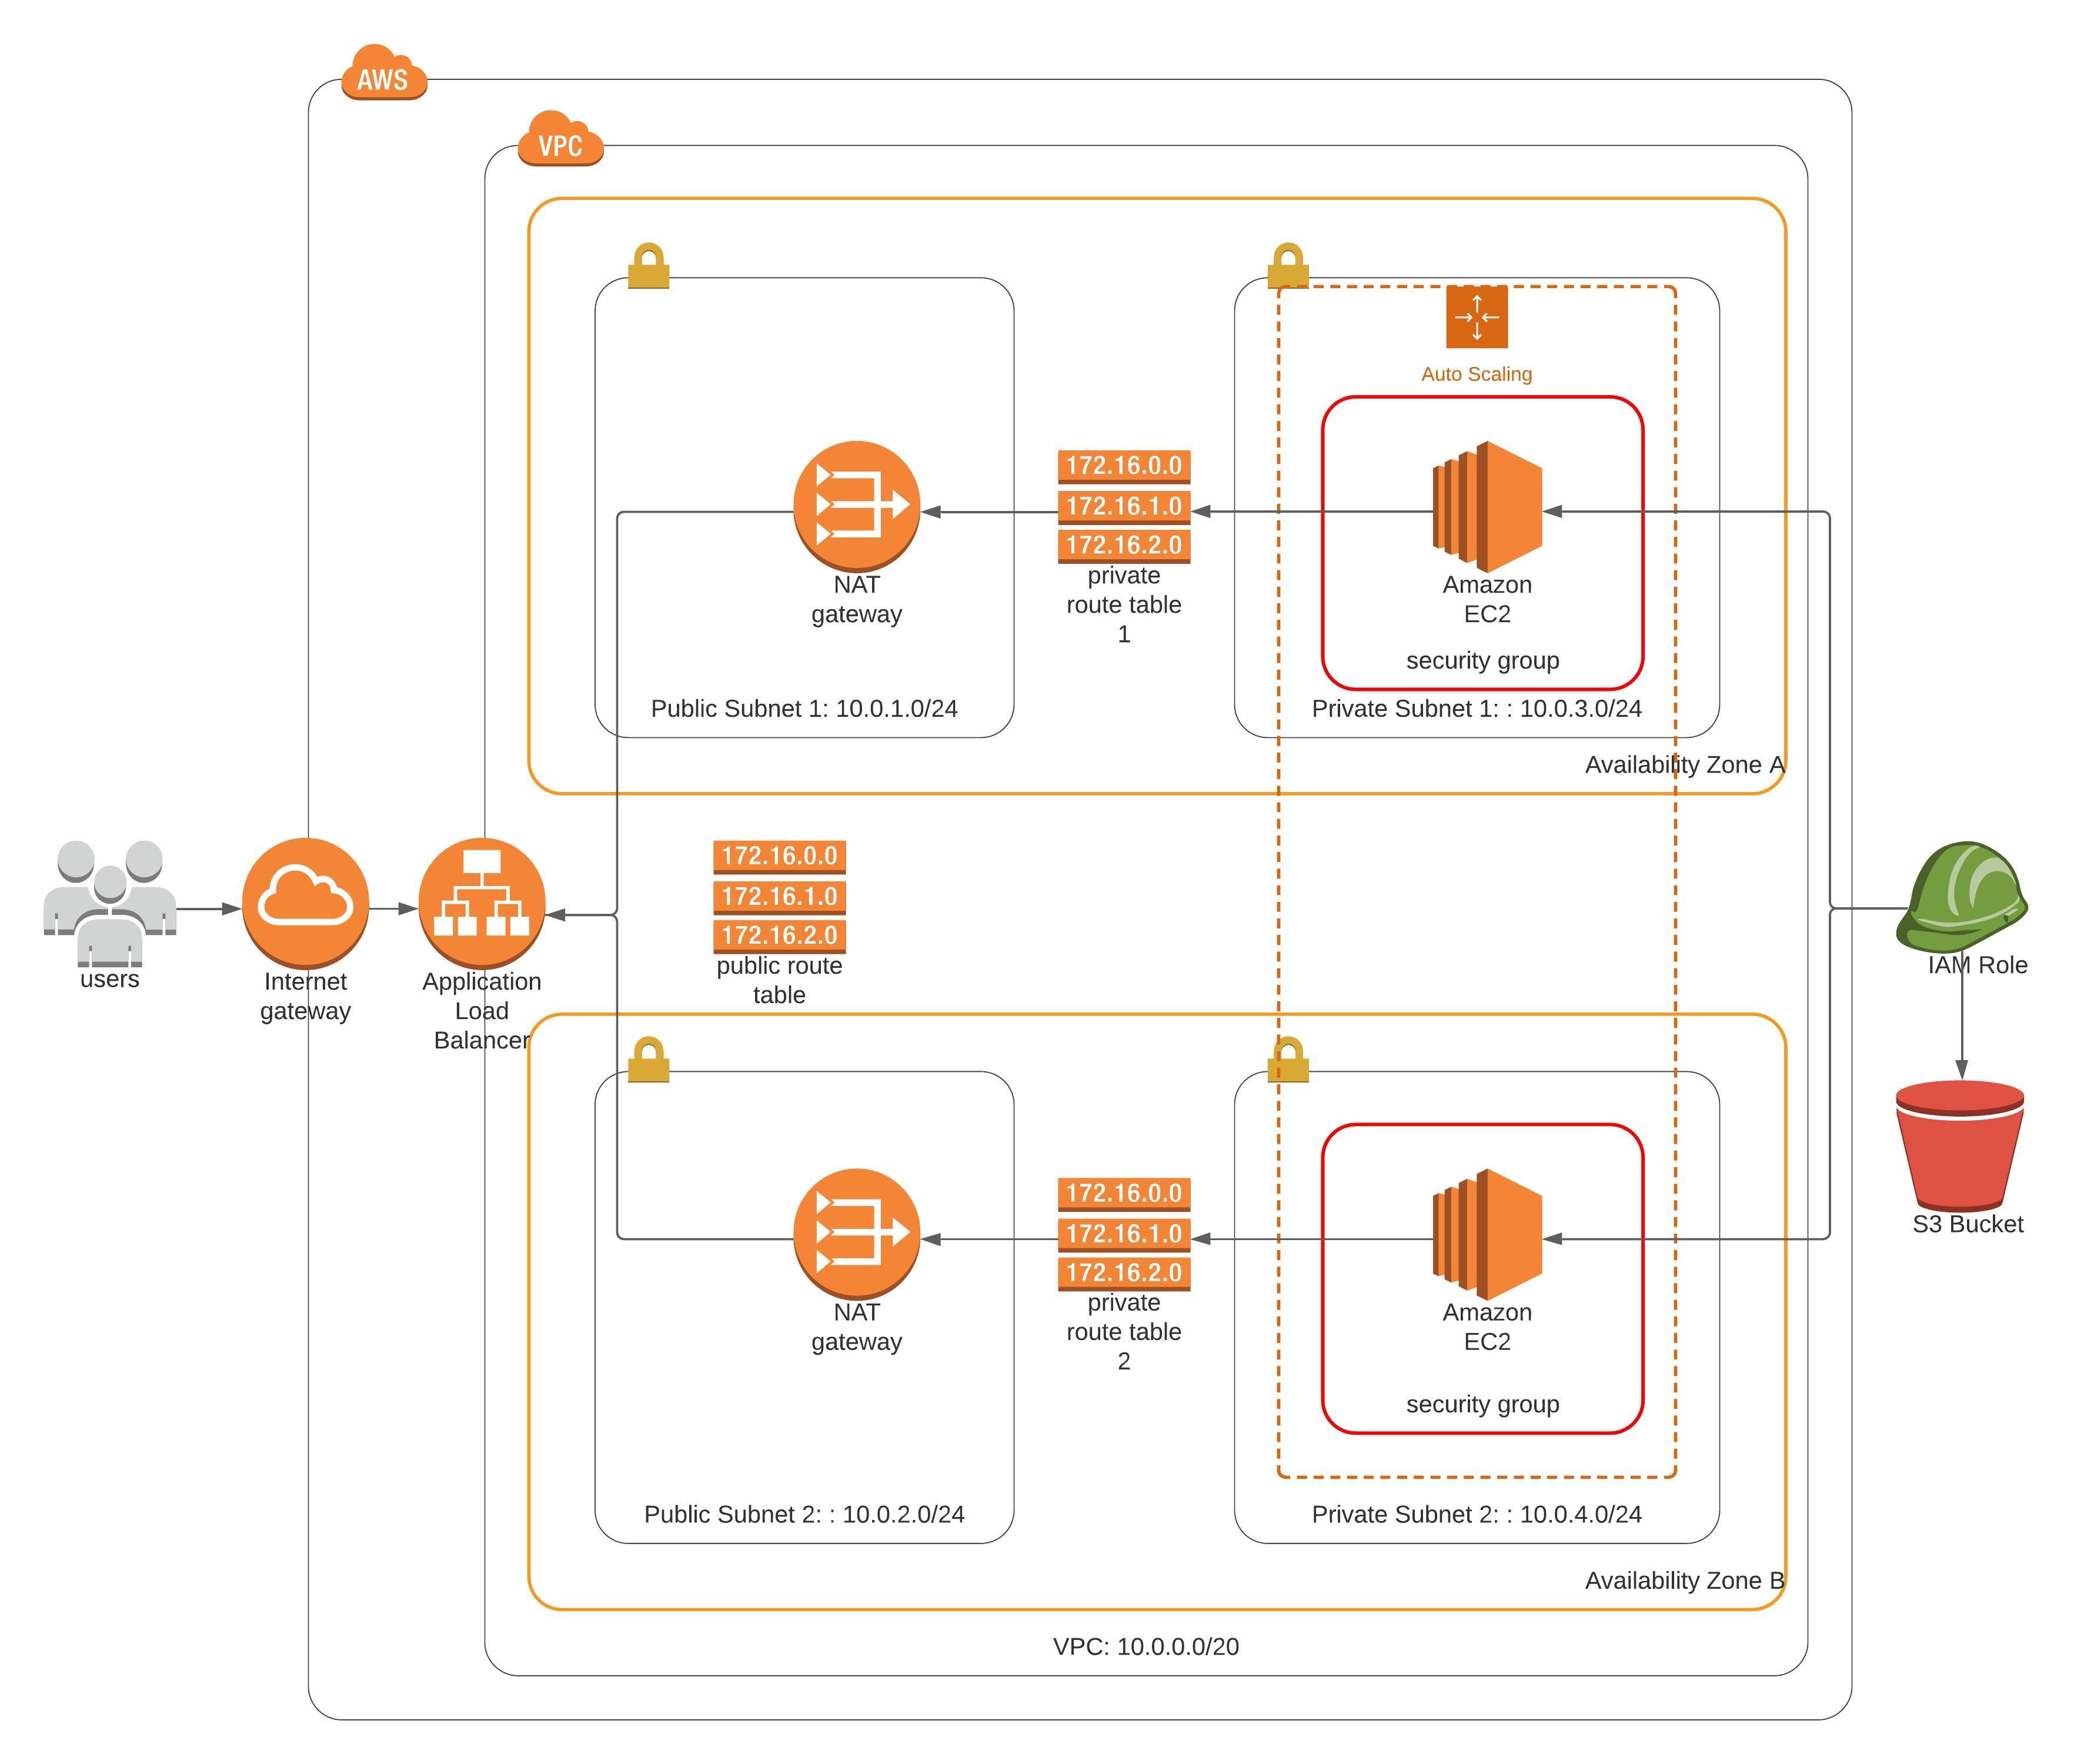 AWS
VPC
Auto Scaling
172.16.0.0
172.16.1.0
172.16.2.0
private
route table
1
NAT
gateway
Amazon
EC2
security group
Public Subnet 1: 10.0.1.0/24
Private Subnet 1: : 10.0.3.0/24
Availability Zone A
172.16.0.0
172.16.1.0
172.16.2.0
public route
table
users
Internet
gateway
Application
Load
Balancer
IAM Role
S3 Bucket
172.16.0.0
172.16.1.0
172.16.2.0
private
route table
2
NAT
gateway
Amazon
EC2
security group
Public Subnet 2: : 10.0.2.0/24
Private Subnet 2: : 10.0.4.0/24
Availability Zone B
VPC: 10.0.0.0/20